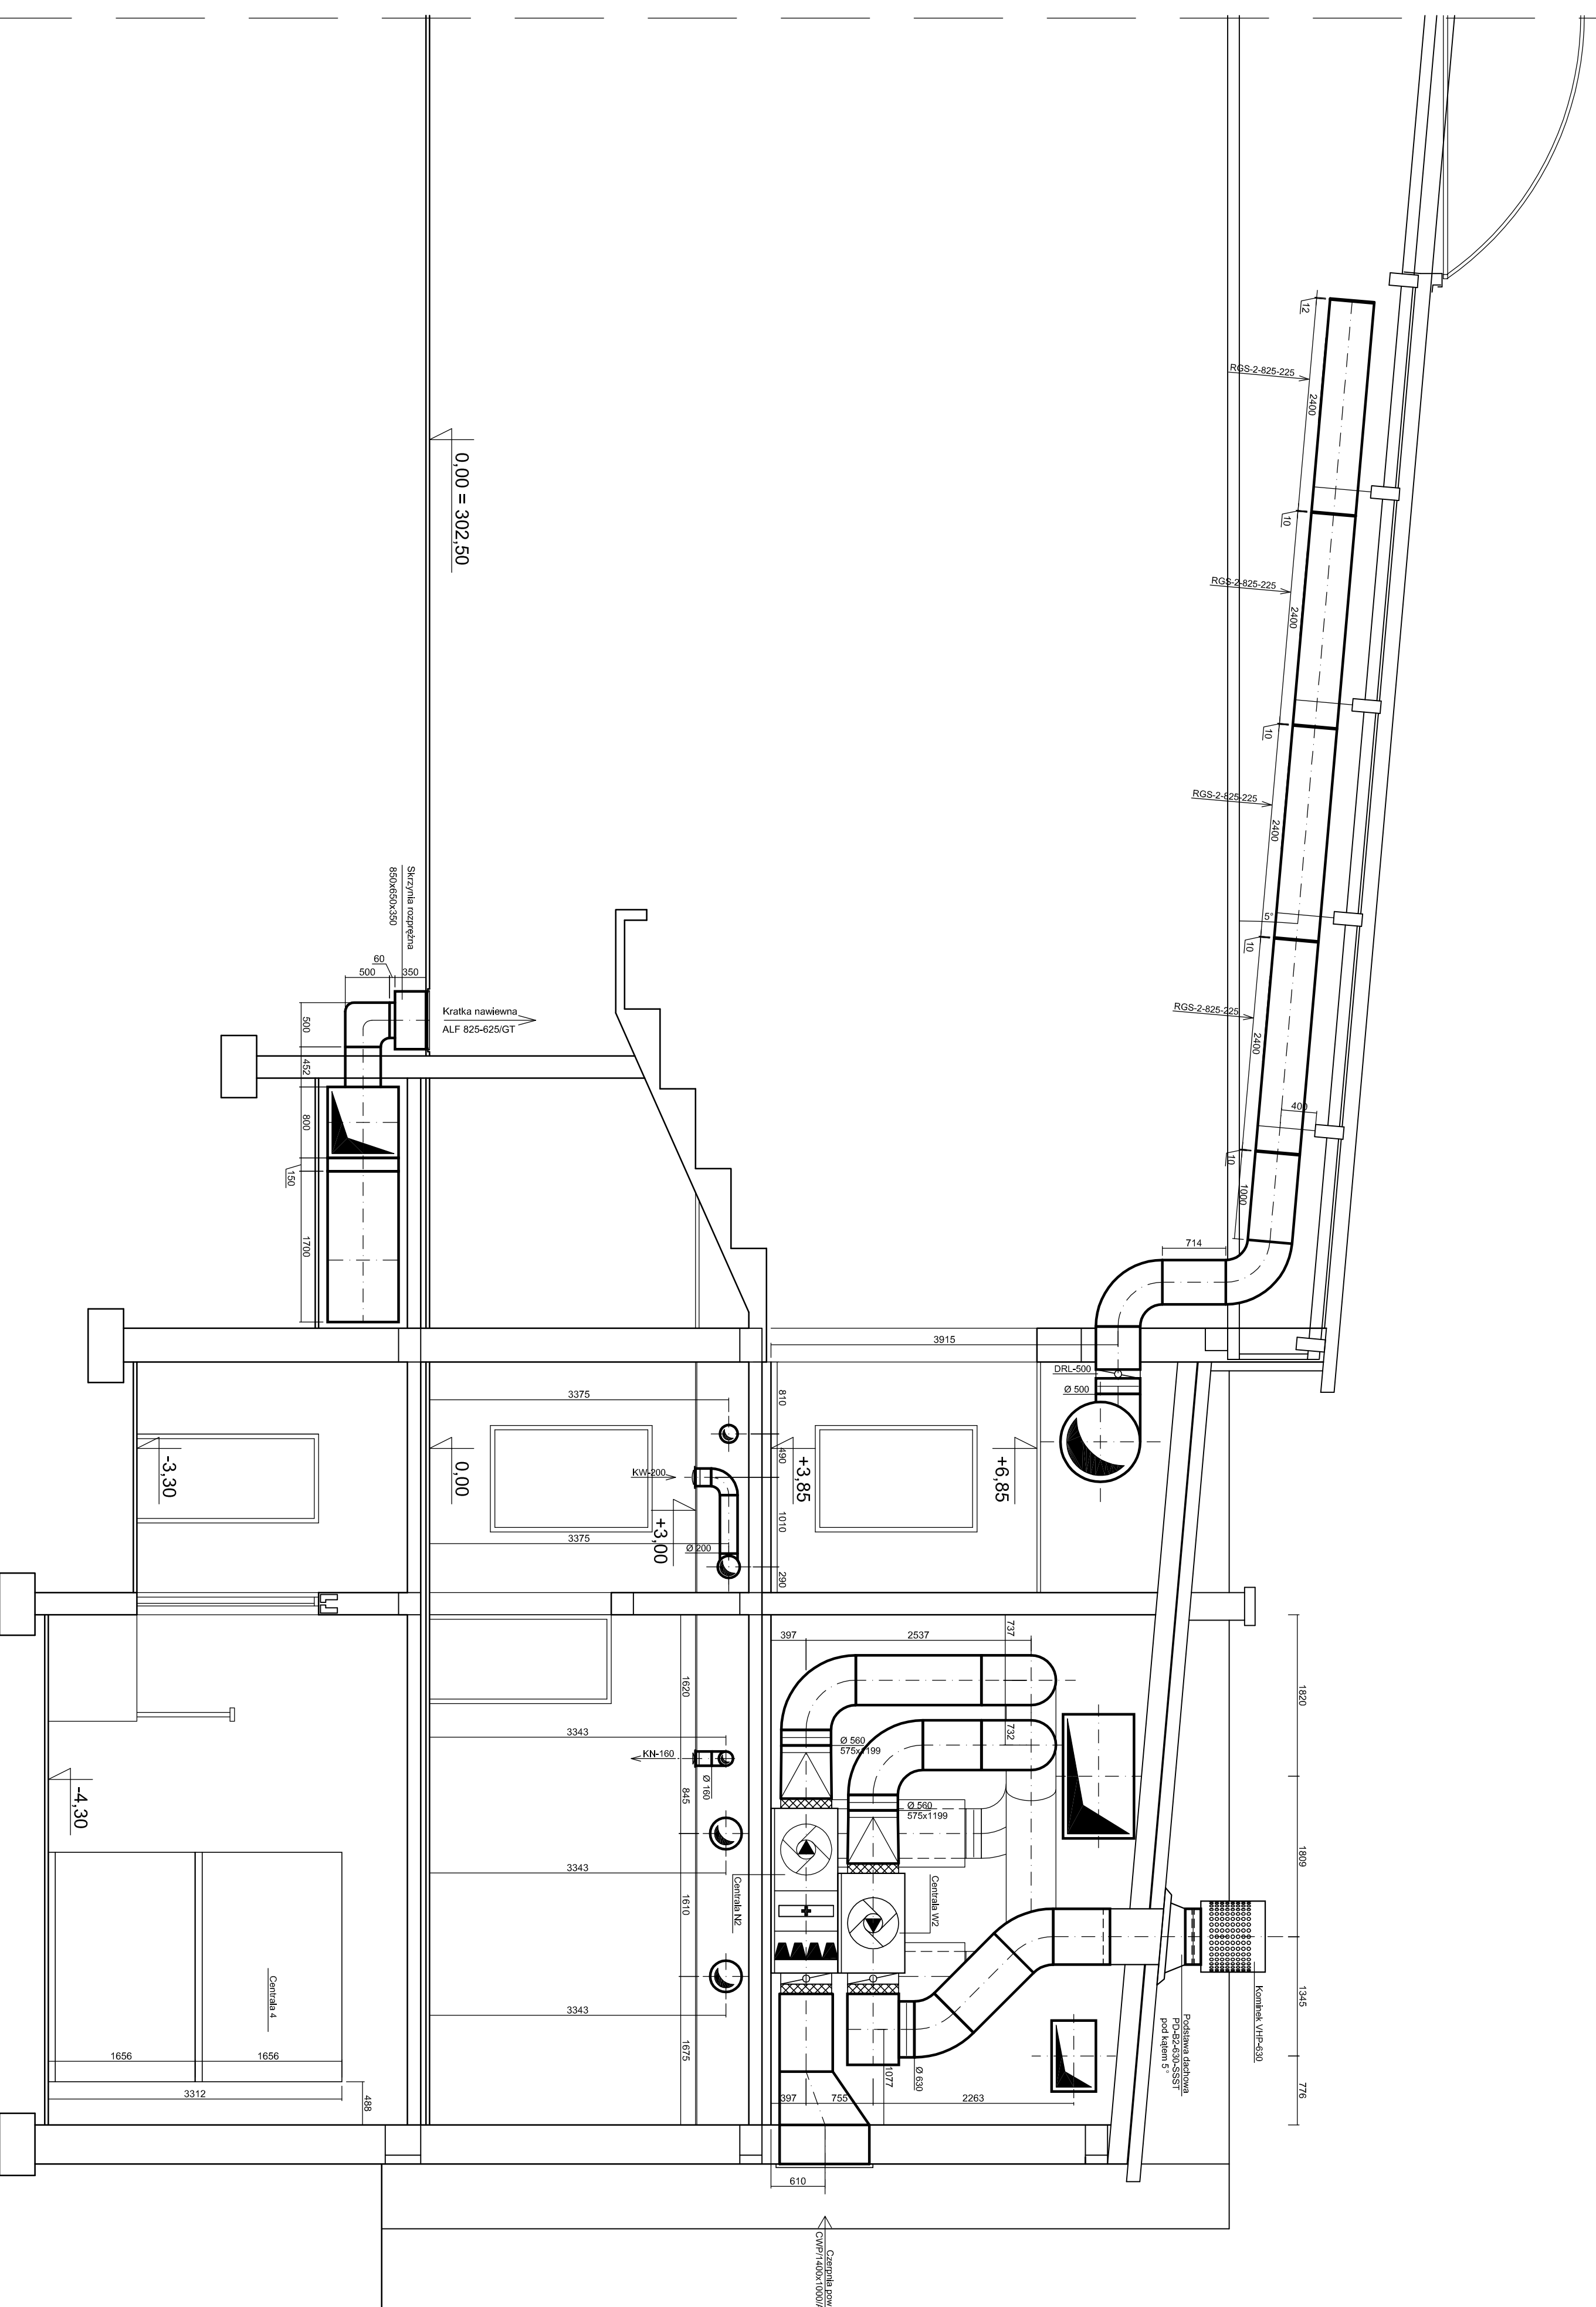 12
RGS-2-825-225
2400
10
RGS-2-825-225
2400
10
RGS-2-825-225
2400
5°
10
RGS-2-825-225
2400
400
10
1000
714
0,00 = 302,50
Skrzynia rozprężna
850x650x350
60
500
350
Kratka nawiewna
ALF 825-625/GT
500
452
800
150
1700
3915
DRL-500
Ø 500
3375
810
490
KW-200
1010
3375
Ø 200
290
-3,30
0,00
+3,00
+3,85
+6,85
397
2537
737
732
1620
3343
KN-160
Ø 160
845
3343
1610
3343
1675
Ø 560
575x1199
Ø 560
575x1199
Centrala N2
Centrala W2
1820
1809
1345
776
Kominek VHP-630
Podstawa dachowa
PD-B2-630-SSST
pod kątem 5°
Ø 630
1077
397
755
2263
610
-4,30
Centrala 4
1656
1656
3312
488
Czerpnia pow
CWP/1400x1000/A